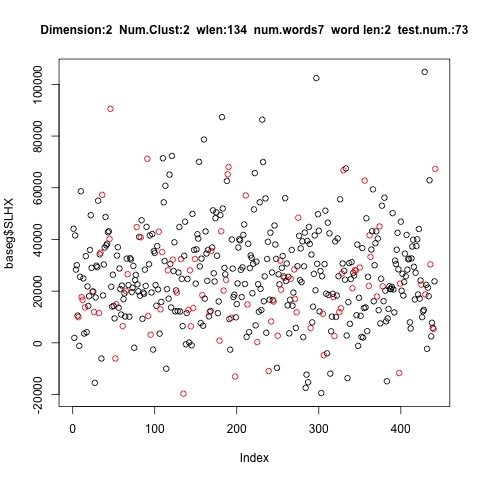 Dimension:2 Num.Clust:2 wlen:134 num.words7 word len:2 test.num.:73
100000
80000
60000
40000
20000
0
-20000
baseg$SLHX
0 100 200 300 400
Index